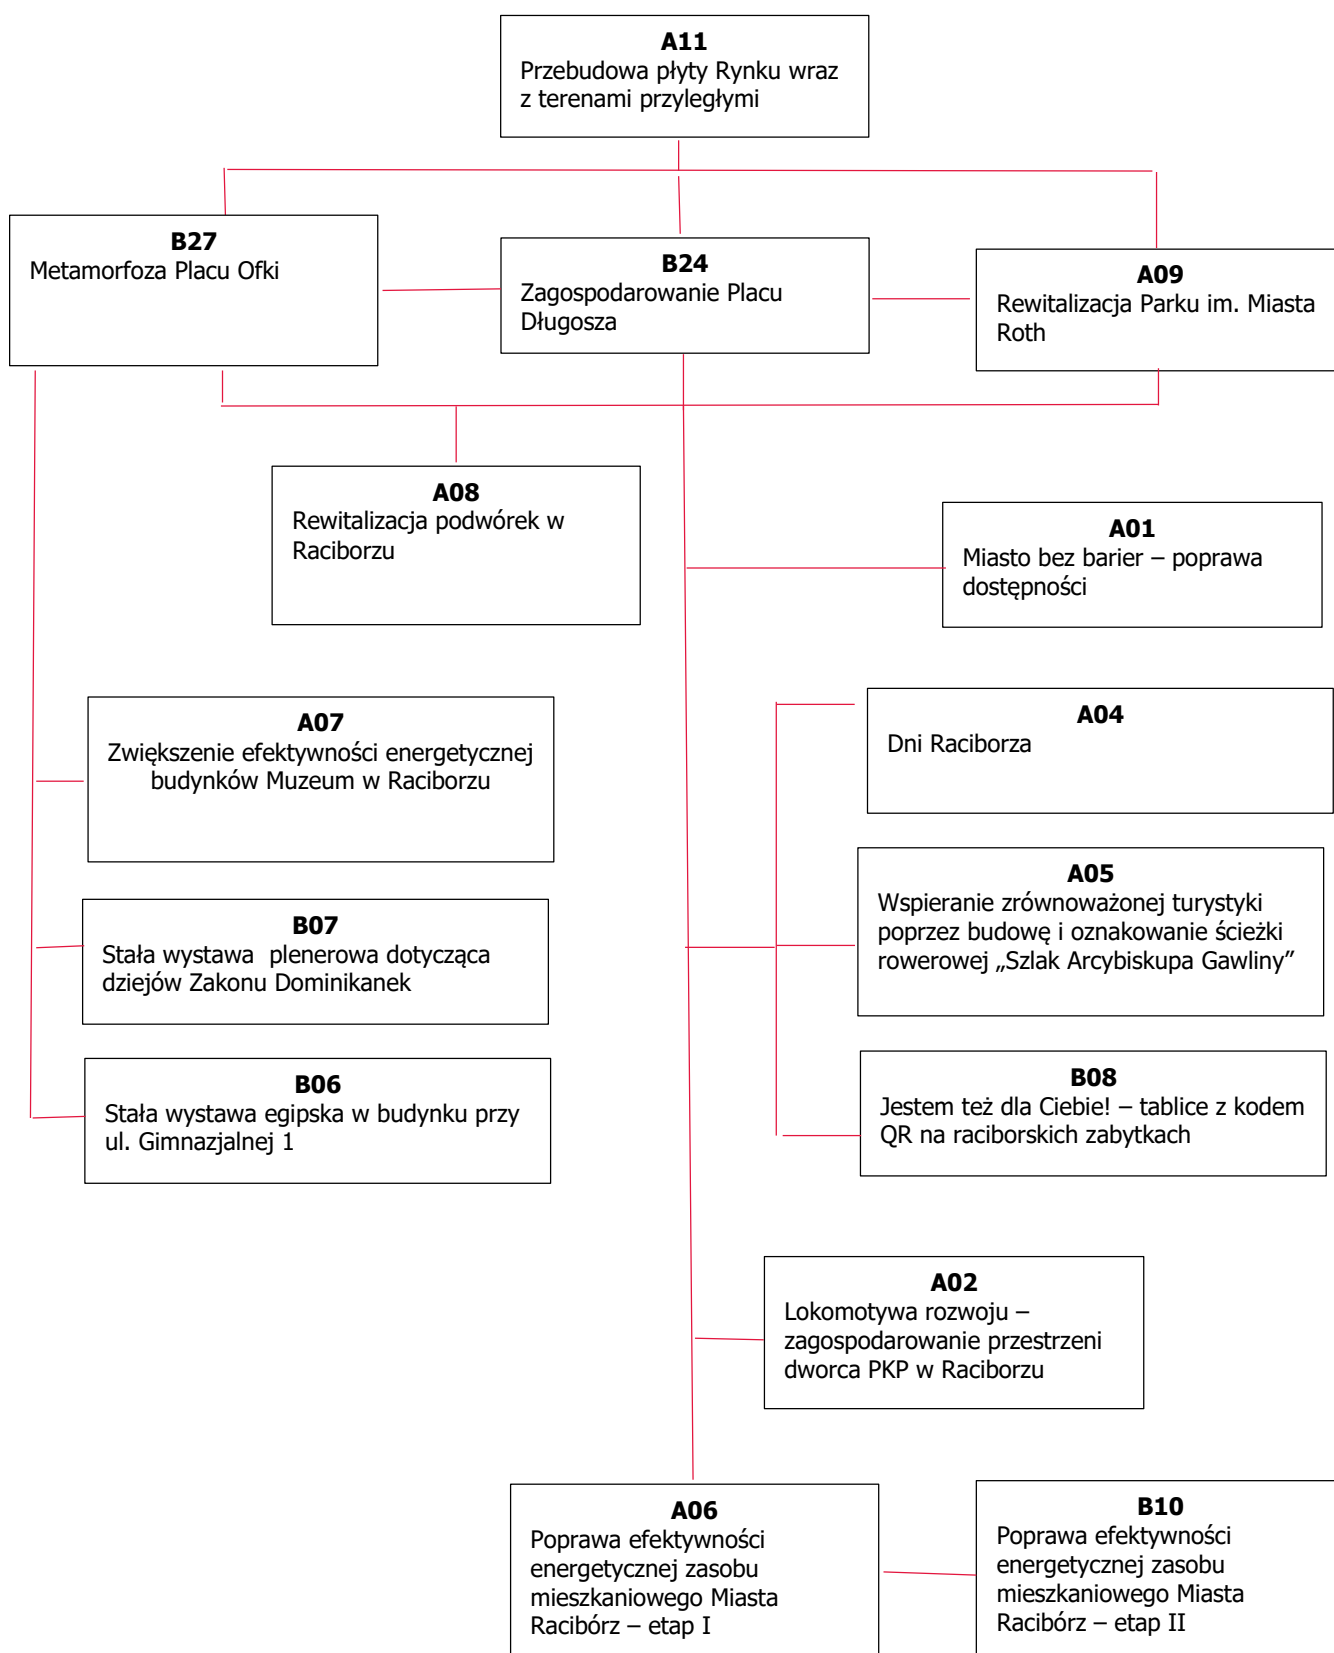 A11
Przebudowa płyty Rynku wraz
z terenami przyległymi
B27
Metamorfoza Placu Ofki
B24
Zagospodarowanie Placu
Długosza
A09
Rewitalizacja Parku im. Miasta
Roth
A08
Rewitalizacja podwórek w
Raciborzu
A01
Miasto bez barier – poprawa
dostępności
A07
Zwiększenie efektywności energetycznej
budynków Muzeum w Raciborzu
A04
Dni Raciborza
B07
Stała wystawa  plenerowa dotycząca
dziejów Zakonu Dominikanek
A05
Wspieranie zrównoważonej turystyki
poprzez budowę i oznakowanie ścieżki
rowerowej „Szlak Arcybiskupa Gawliny”
B06
Stała wystawa egipska w budynku przy
ul. Gimnazjalnej 1
B08
Jestem też dla Ciebie! – tablice z kodem
QR na raciborskich zabytkach
A02
Lokomotywa rozwoju –
zagospodarowanie przestrzeni
dworca PKP w Raciborzu
A06
Poprawa efektywności
energetycznej zasobu
mieszkaniowego Miasta
Racibórz – etap I
B10
Poprawa efektywności
energetycznej zasobu
mieszkaniowego Miasta
Racibórz – etap II